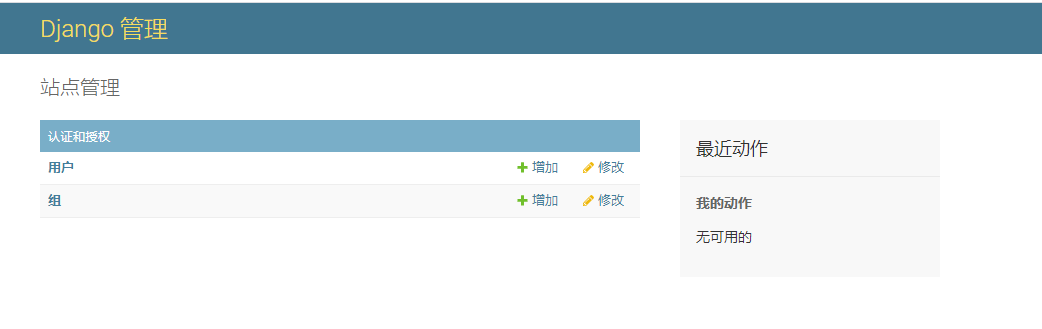 Django 管理
站点管理
认证和授权
用户 增加 修改
组 增加 修改
最近动作
我的动作
无可用的